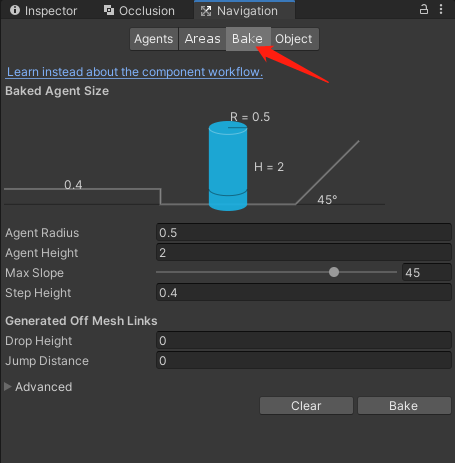 Inspector Occlusion Navigation
Agents Areas Bake Object
Learn instead about the component workflow.
Baked Agent Size
R = 0.5
H = 2
0.4
45°
Agent Radius 0.5
Agent Height 2
Max Slope 45
Step Height 0.4
Generated Off Mesh Links
Drop Height 0
Jump Distance 0
Advanced
Clear Bake